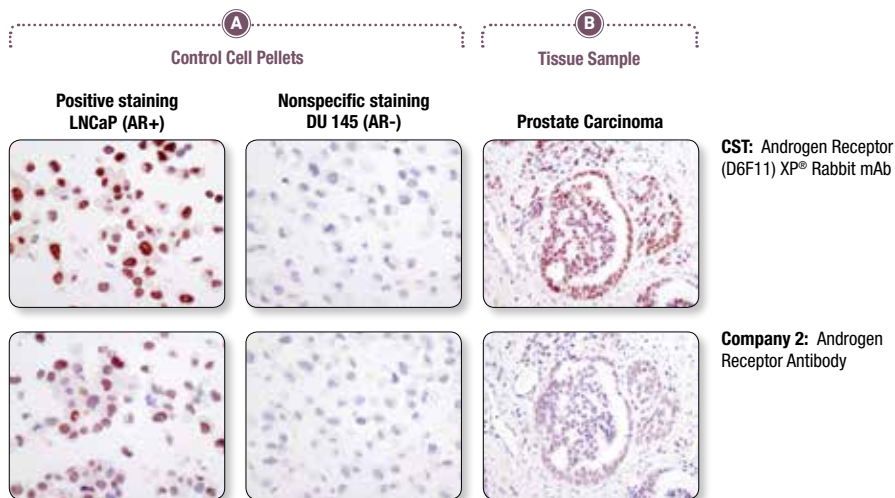 A
B
Control Cell Pellets
Tissue Sample
Positive staining
LNCaP (AR+)
Nonspecific staining
DU 145 (AR-)
Prostate Carcinoma
CST: Androgen Receptor
(D6F11) XP® Rabbit mAb
Company 2: Androgen
Receptor Antibody